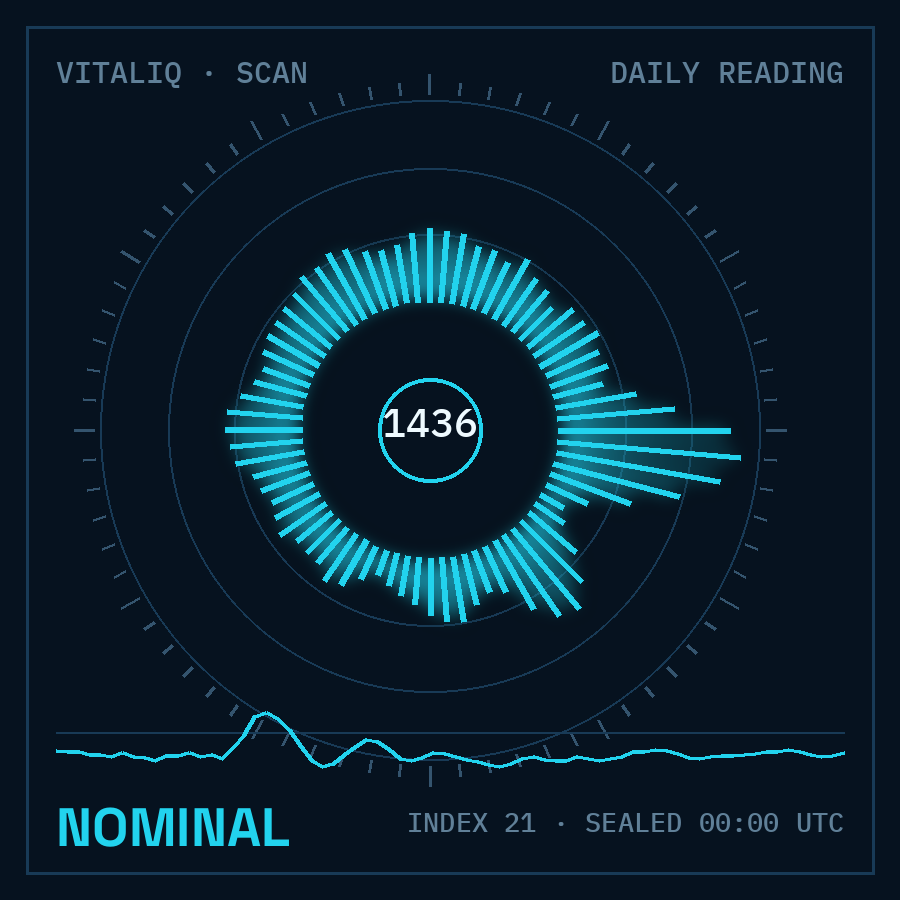 VITALIQ · SCAN
DAILY READING
1436
NOMINAL
INDEX 21 · SEALED 00:00 UTC